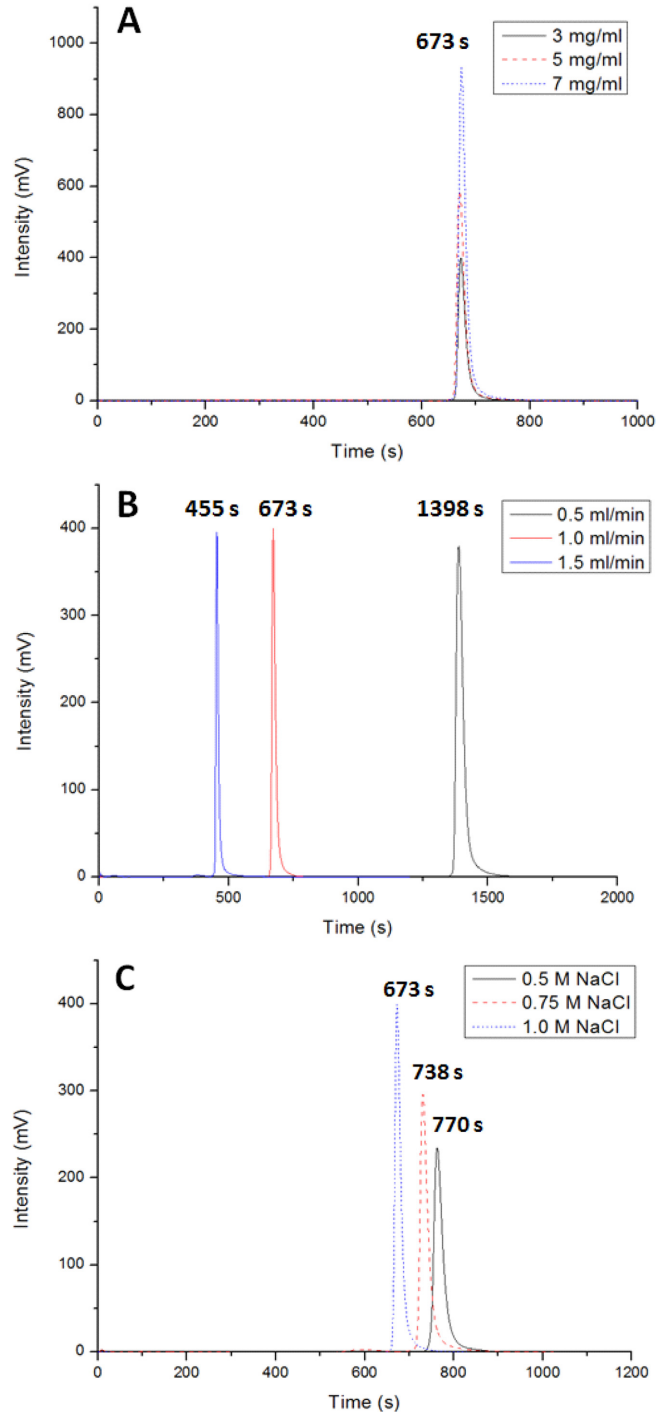 A
673 s
3 mg/ml
5 mg/ml
7 mg/ml
1000
800
600
400
200
0
Intensity (mV)
0 200 400 600 800 1000
Time (s)
B
455 s 673 s 1398 s
0.5 ml/min
1.0 ml/min
1.5 ml/min
400
300
200
100
0
Intensity (mV)
0 500 1000 1500 2000
Time (s)
C
673 s
738 s
770 s
0.5 M NaCl
0.75 M NaCl
1.0 M NaCl
400
300
200
100
0
Intensity (mV)
0 200 400 600 800 1000 1200
Time (s)